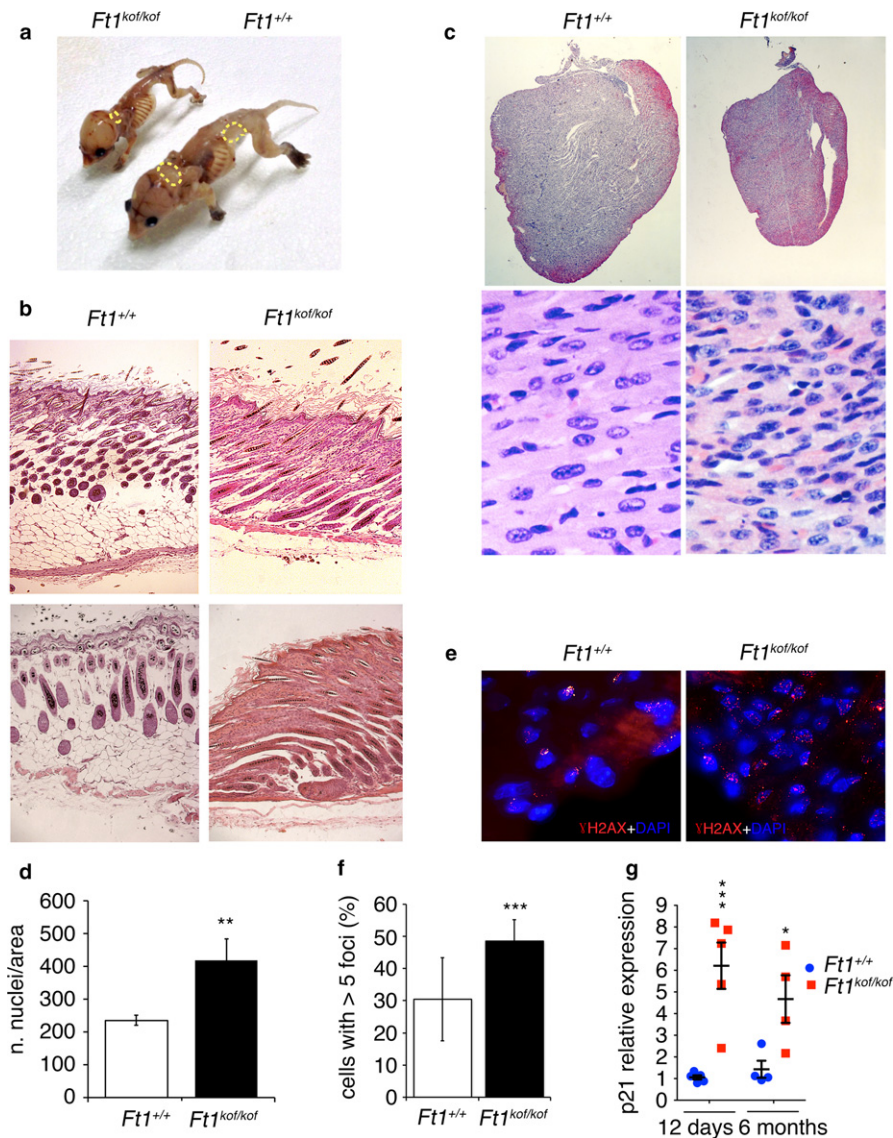 a
Ft1kof/kof Ft1+/+
b
Ft1+/+ Ft1kof/kof
c
Ft1+/+ Ft1kof/kof
d
n. nuclei/area
600
500
400
300
200
100
0
**
Ft1+/+ Ft1kof/kof
e
Ft1+/+ Ft1kof/kof
ɣH2AX+DAPI
ɣH2AX+DAPI
f
cells with > 5 foci (%)
60
50
40
30
20
10
0
***
Ft1+/+ Ft1kof/kof
g
p21 relative expression
9
8
7
6
5
4
3
2
1
0
***
*
Ft1+/+
Ft1kof/kof
12 days 6 months